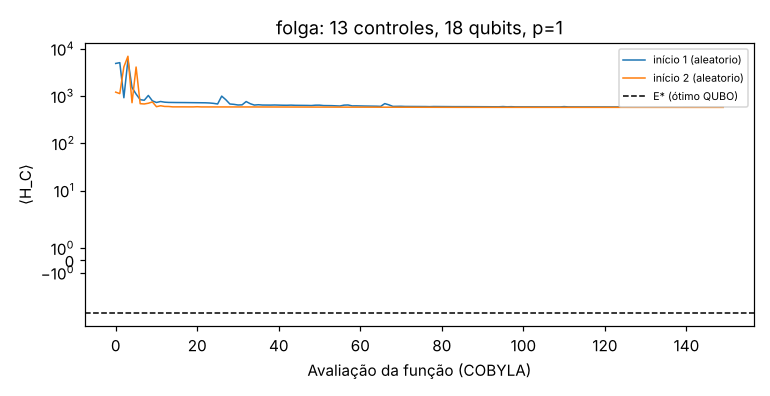 folga: 13 controles, 18 qubits, p=1
início 1 (aleatorio)
início 2 (aleatorio)
E* (ótimo QUBO)
⟨H_C⟩
10⁴
10³
10²
10¹
10⁰
0
−10⁰
0 20 40 60 80 100 120 140
Avaliação da função (COBYLA)